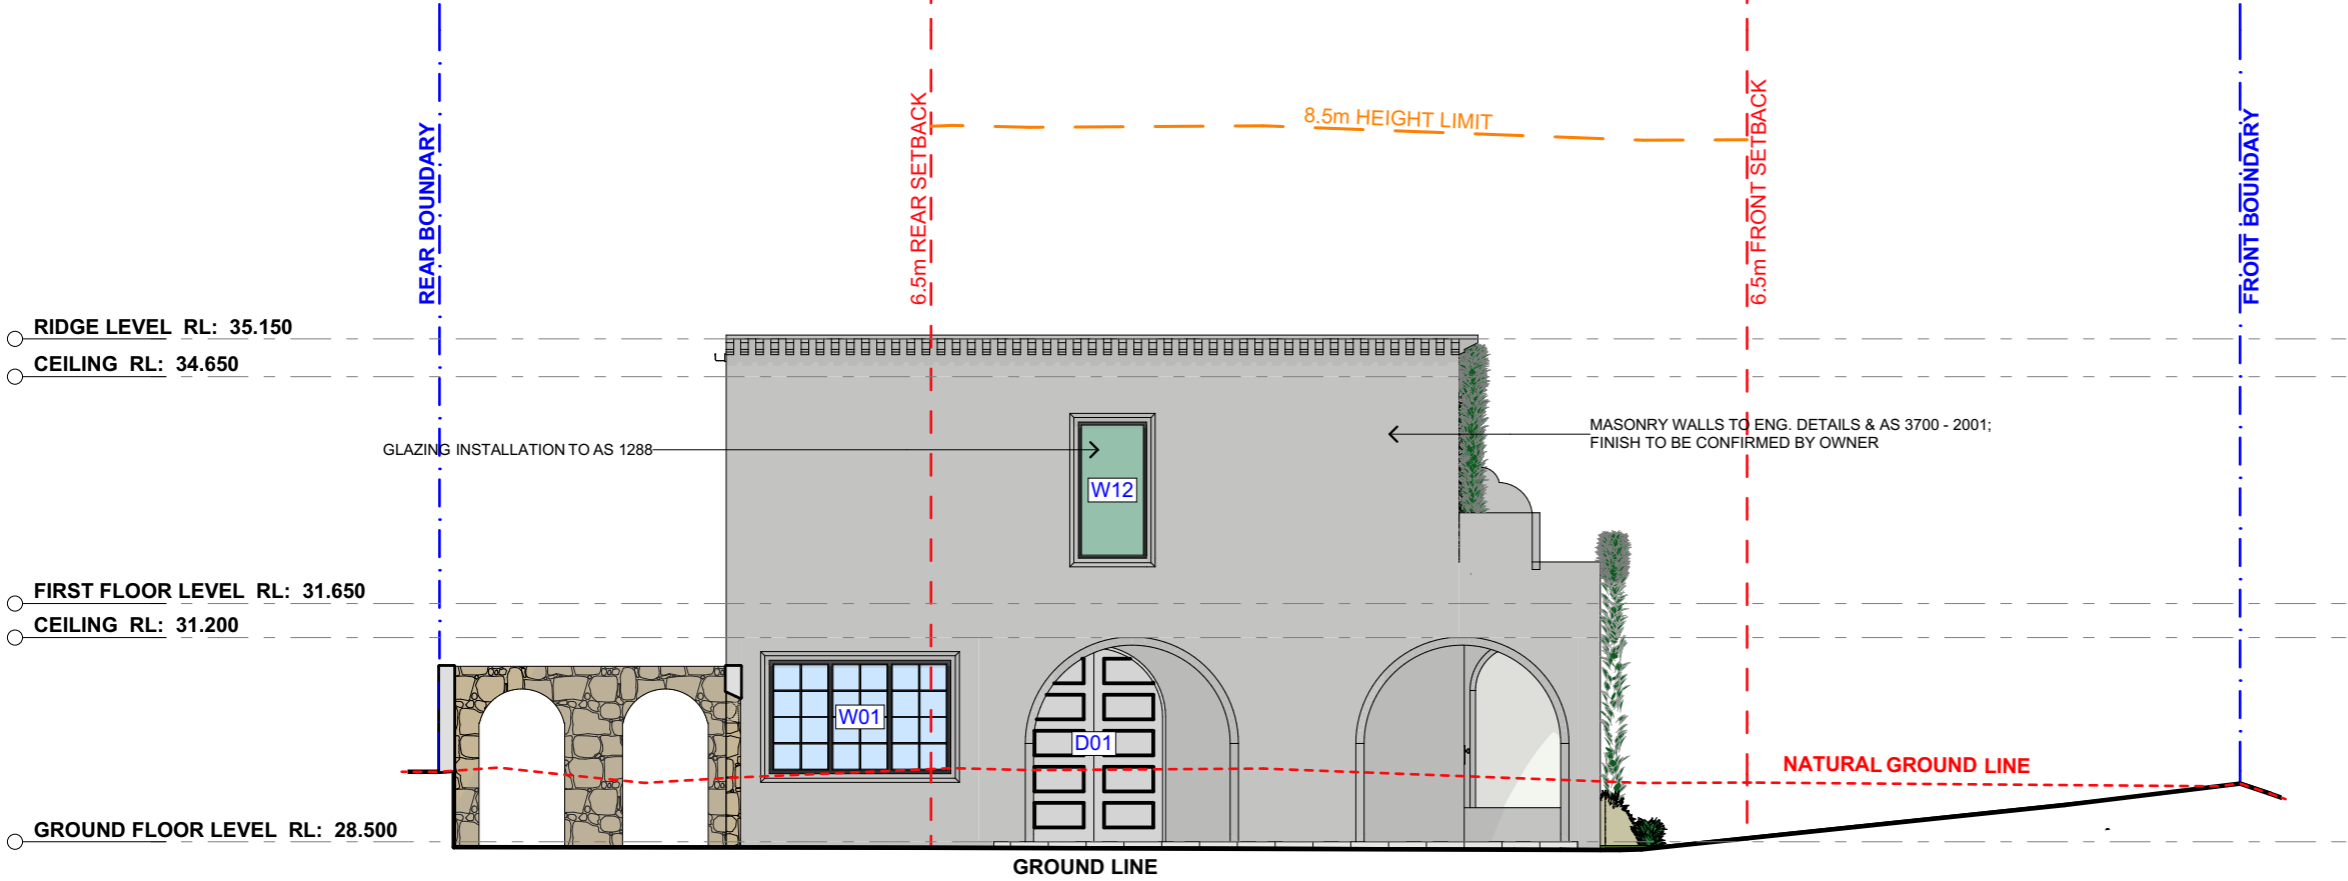 REAR BOUNDARY
6.5m REAR SETBACK
8.5m HEIGHT LIMIT
6.5m FRONT SETBACK
FRONT BOUNDARY
RIDGE LEVEL RL: 35.150
CEILING RL: 34.650
GLAZING INSTALLATION TO AS 1288
W12
MASONRY WALLS TO ENG. DETAILS & AS 3700 - 2001;
FINISH TO BE CONFIRMED BY OWNER
FIRST FLOOR LEVEL RL: 31.650
CEILING RL: 31.200
W01
D01
NATURAL GROUND LINE
GROUND FLOOR LEVEL RL: 28.500
GROUND LINE